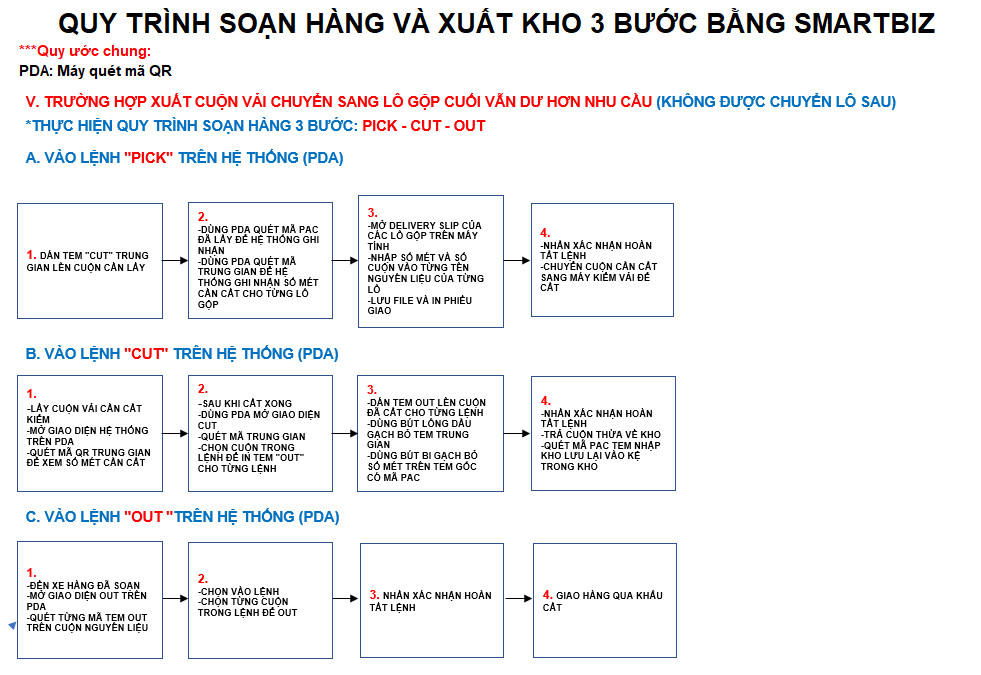 QUY TRÌNH SOẠN HÀNG VÀ XUẤT KHO 3 BƯỚC BẰNG SMARTBIZ
***Quy ước chung:
PDA: Máy quét mã QR
V. TRƯỜNG HỢP XUẤT CUỘN VẢI CHUYỂN SANG LÔ GỘP CUỐI VẪN DƯ HƠN NHU CẦU (KHÔNG ĐƯỢC CHUYỂN LÔ SAU)
*THỰC HIỆN QUY TRÌNH SOẠN HÀNG 3 BƯỚC: PICK - CUT - OUT
A. VÀO LỆNH "PICK" TRÊN HỆ THỐNG (PDA)
1. DÁN TEM "CUT" TRUNG
GIAN LÊN CUỘN CẦN LẤY
2.
-DÙNG PDA QUÉT MÃ PAC
ĐÃ LẤY ĐỂ HỆ THỐNG GHI
NHẬN
-DÙNG PDA QUÉT MÃ
TRUNG GIAN ĐỂ HỆ
THỐNG GHI NHẬN SỐ MÉT
CẦN CẮT CHO TỪNG LÔ
GỘP
3.
-MỞ DELIVERY SLIP CỦA
CÁC LÔ GỘP TRÊN MÁY
TÍNH
-NHẬP SỐ MÉT VÀ SỐ
CUỘN VÀO TỪNG TÊN
NGUYÊN LIỆU CỦA TỪNG
LÔ
-LƯU FILE VÀ IN PHIẾU
GIAO
4.
-NHẤN XÁC NHẬN HOÀN
TẤT LỆNH
-CHUYỂN CUỘN CẦN CẮT
SANG MÁY KIỂM VẢI ĐỂ
CẮT
B. VÀO LỆNH "CUT" TRÊN HỆ THỐNG (PDA)
1.
-LẤY CUỘN VẢI CẦN CẮT
KIỂM
-MỞ GIAO DIỆN HỆ THỐNG
TRÊN PDA
-QUÉT MÃ QR TRUNG GIAN
ĐỂ XEM SỐ MÉT CẦN CẮT
2.
-SAU KHI CẮT XONG
-DÙNG PDA MỞ GIAO DIỆN
CUT
-QUÉT MÃ TRUNG GIAN
-CHỌN CUỘN TRONG
LỆNH ĐỂ IN TEM "OUT"
CHO TỪNG LỆNH
3.
-DÁN TEM OUT LÊN CUỘN
ĐÃ CẮT CHO TỪNG LỆNH
-DÙNG BÚT LÔNG DẦU
GẠCH BỎ TEM TRUNG
GIAN
-DÙNG BÚT BI GẠCH BỎ
SỐ MÉT TRÊN TEM GỐC
CÓ MÃ PAC
4.
-NHẤN XÁC NHẬN HOÀN
TẤT LỆNH
-TRẢ CUỘN THỪA VỀ KHO
-QUÉT MÃ PAC TEM NHẬP
KHO LƯU LẠI VÀO KỆ
TRONG KHO
C. VÀO LỆNH "OUT "TRÊN HỆ THỐNG (PDA)
1.
-ĐẾN XE HÀNG ĐÃ SOẠN
-MỞ GIAO DIỆN OUT TRÊN
PDA
-QUÉT TỪNG MÃ TEM OUT
TRÊN CUỘN NGUYÊN LIỆU
2.
-CHỌN VÀO LỆNH
-CHỌN TỪNG CUỘN
TRONG LỆNH ĐỂ OUT
3. NHẤN XÁC NHẬN HOÀN
TẤT LỆNH
4. GIAO HÀNG QUA KHÂU
CẮT